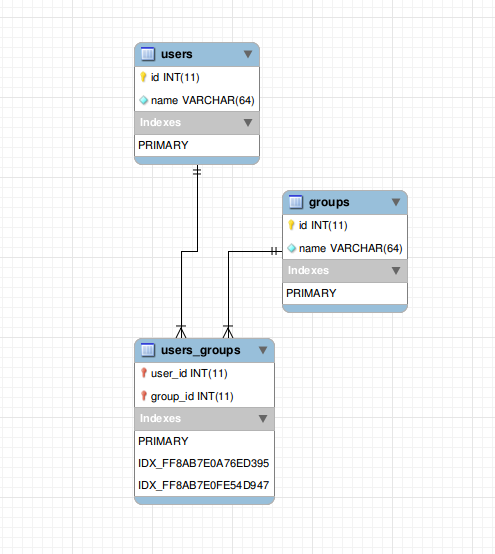 users
id INT(11)
name VARCHAR(64)
Indexes
PRIMARY
groups
id INT(11)
name VARCHAR(64)
Indexes
PRIMARY
users_groups
user_id INT(11)
group_id INT(11)
Indexes
PRIMARY
IDX_FF8AB7E0A76ED395
IDX_FF8AB7E0FE54D947